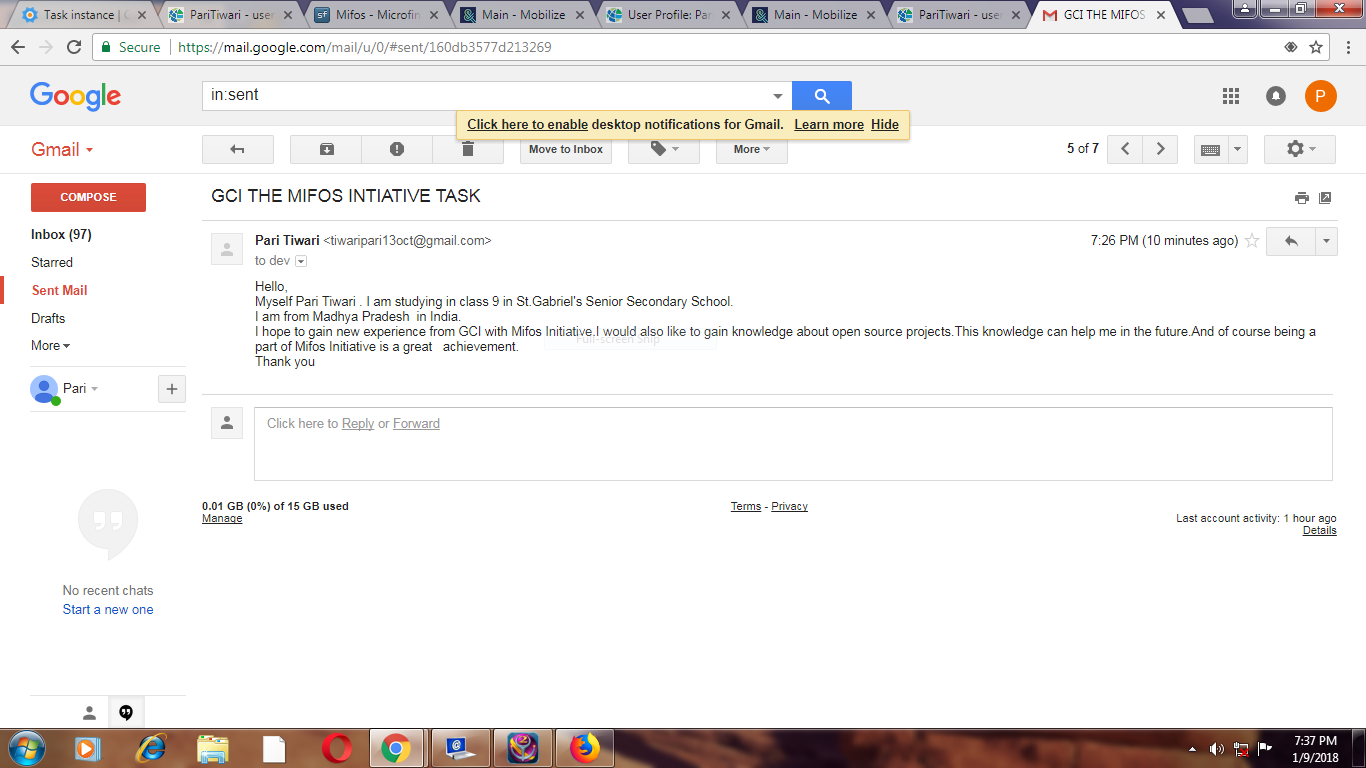 Task instance | G
PariTiwari - user
Mifos - Microfin
Main - Mobilize
User Profile: Par
Main - Mobilize
PariTiwari - user
GCI THE MIFOS
Secure
https://mail.google.com/mail/u/0/#sent/160db3577d213269
Google
in:sent
P
Click here to enable desktop notifications for Gmail. Learn more Hide
Gmail
Move to Inbox
More
5 of 7
COMPOSE
GCI THE MIFOS INTIATIVE TASK
Inbox (97)
Starred
Sent Mail
Drafts
More
Pari
Pari Tiwari <tiwaripari13oct@gmail.com>
7:26 PM (10 minutes ago)
to dev
Hello,
Myself Pari Tiwari . I am studying in class 9 in St.Gabriel's Senior Secondary School.
I am from Madhya Pradesh  in India.
I hope to gain new experience from GCI with Mifos Initiative.I would also like to gain knowledge about open source projects.This knowledge can help me in the future.And of course being a
part of Mifos Initiative is a great   achievement.
Full-screen Snip
Thank you
Click here to Reply or Forward
0.01 GB (0%) of 15 GB used
Manage
Terms - Privacy
Last account activity: 1 hour ago
Details
No recent chats
Start a new one
7:37 PM
1/9/2018